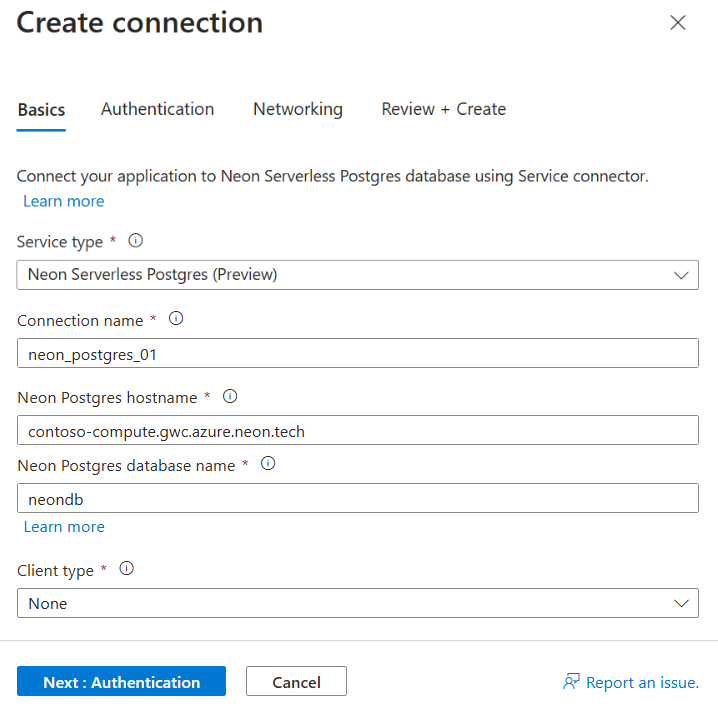 Create connection
Basics Authentication Networking Review + Create
Connect your application to Neon Serverless Postgres database using Service connector.
Learn more
Service type *
Neon Serverless Postgres (Preview)
Connection name *
neon_postgres_01
Neon Postgres hostname *
contoso-compute.gwc.azure.neon.tech
Neon Postgres database name *
neondb
Learn more
Client type *
None
Next : Authentication Cancel Report an issue.